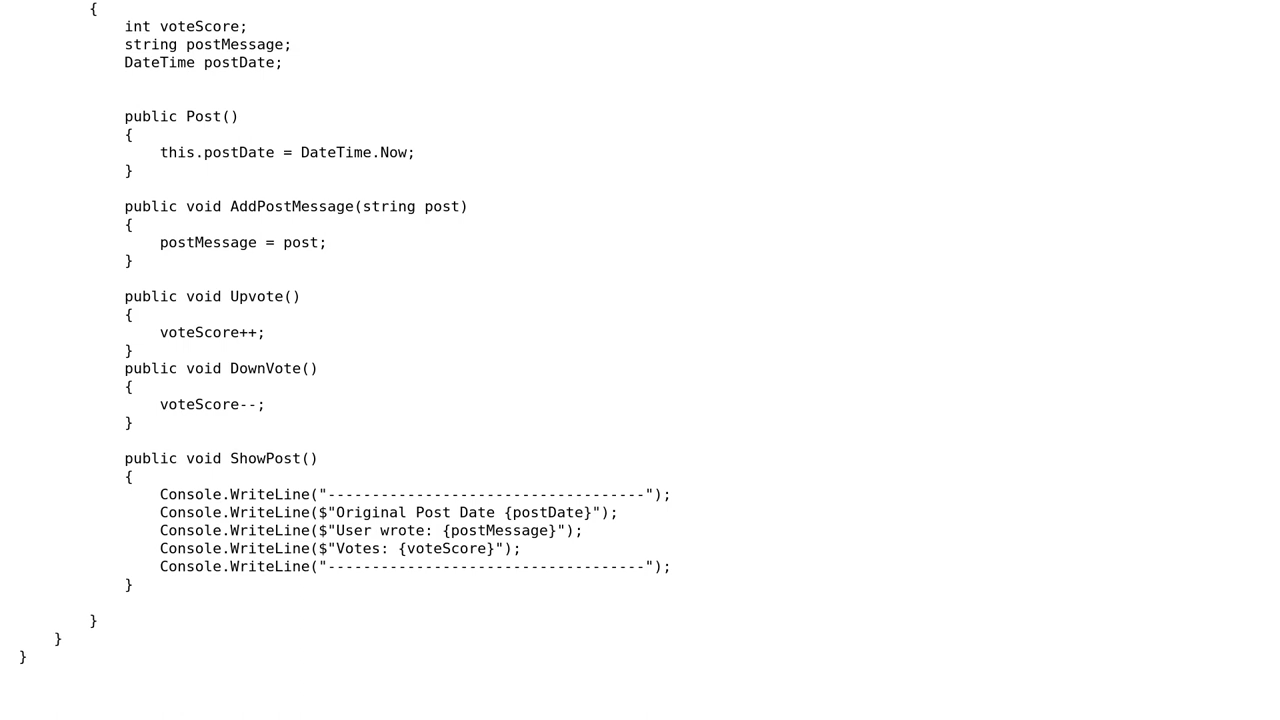 {
            int voteScore;
            string postMessage;
            DateTime postDate;


            public Post()
            {
                this.postDate = DateTime.Now;
            }

            public void AddPostMessage(string post)
            {
                postMessage = post;
            }

            public void Upvote()
            {
                voteScore++;
            }
            public void DownVote()
            {
                voteScore--;
            }

            public void ShowPost()
            {
                Console.WriteLine("------------------------------------");
                Console.WriteLine($"Original Post Date {postDate}");
                Console.WriteLine($"User wrote: {postMessage}");
                Console.WriteLine($"Votes: {voteScore}");
                Console.WriteLine("------------------------------------");
            }

        }
    }
}